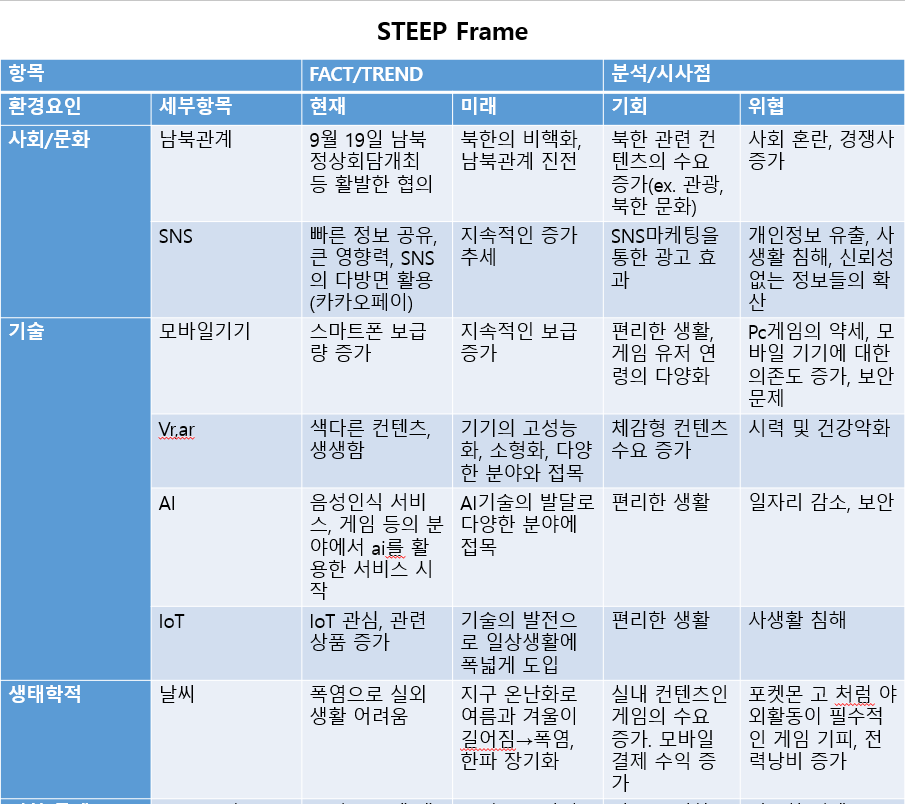 STEEP Frame
항목
FACT/TREND
분석/시사점
환경요인
세부항목
현재
미래
기회
위협
사회/문화
남북관계
9월 19일 남북
정상회담개최
등 활발한 협의
북한의 비핵화,
남북관계 진전
북한 관련 컨
텐츠의 수요
증가(ex. 관광,
북한 문화)
사회 혼란, 경쟁사
증가
SNS
빠른 정보 공유,
큰 영향력, SNS
의 다방면 활용
(카카오페이)
지속적인 증가
추세
SNS마케팅을
통한 광고 효
과
개인정보 유출, 사
생활 침해, 신뢰성
없는 정보들의 확
산
기술
모바일기기
스마트폰 보급
량 증가
지속적인 보급
증가
편리한 생활,
게임 유저 연
령의 다양화
Pc게임의 약세, 모
바일 기기에 대한
의존도 증가, 보안
문제
Vr,ar
색다른 컨텐츠,
생생함
기기의 고성능
화, 소형화, 다양
한 분야와 접목
체감형 컨텐츠
수요 증가
시력 및 건강악화
AI
음성인식 서비
스, 게임 등의 분
야에서 ai를 활
용한 서비스 시
작
AI기술의 발달로
다양한 분야에
접목
편리한 생활
일자리 감소, 보안
IoT
IoT 관심, 관련
상품 증가
기술의 발전으
로 일상생활에
폭넓게 도입
편리한 생활
사생활 침해
생태학적
날씨
폭염으로 실외
생활 어려움
지구 온난화로
여름과 겨울이
길어짐→폭염,
한파 장기화
실내 컨텐츠인
게임의 수요
증가. 모바일
결제 수익 증
가
포켓몬 고 처럼 야
외활동이 필수적
인 게임 기피, 전
력낭비 증가